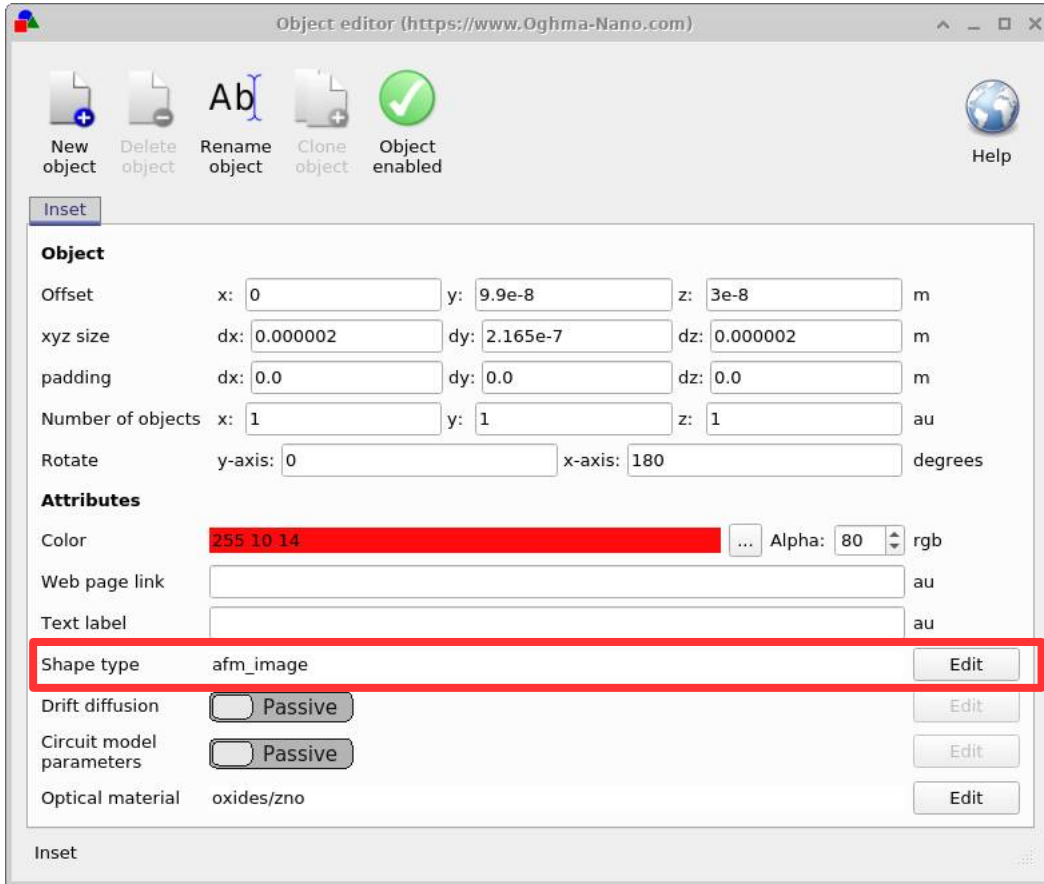 Object editor (https://www.Oghma-Nano.com)
Ab
New object
Delete object
Rename object
Clone object
Object enabled
Help
Inset
Object
Offset x: 0 y: 9.9e-8 z: 3e-8 m
xyz size dx: 0.000002 dy: 2.165e-7 dz: 0.000002 m
padding dx: 0.0 dy: 0.0 dz: 0.0 m
Number of objects x: 1 y: 1 z: 1 au
Rotate y-axis: 0 x-axis: 180 degrees
Attributes
Color 255 10 14 ... Alpha: 80 rgb
Web page link au
Text label au
Shape type afm_image Edit
Drift diffusion Passive Edit
Circuit model parameters Passive Edit
Optical material oxides/zno Edit
Inset